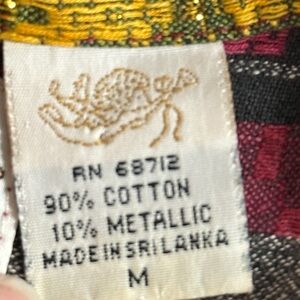 RN 68712
90% COTTON
10% METALLIC
MADE IN SRI LANKA
M